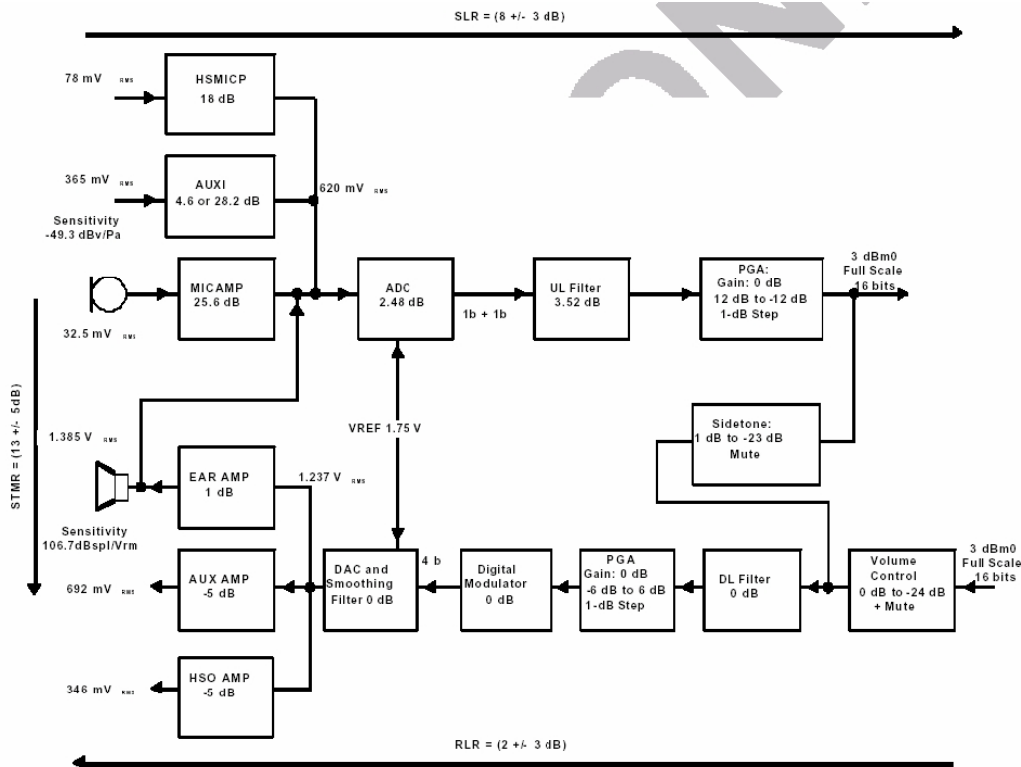 SLR = (8 +/- 3 dB)
78 mV RMS
HSMICP
18 dB
365 mV RMS
AUXI
4.6 or 28.2 dB
620 mV RMS
Sensitivity
-49.3 dBv/Pa
MICAMP
25.6 dB
32.5 mV RMS
ADC
2.48 dB
1b + 1b
UL Filter
3.52 dB
PGA:
Gain: 0 dB
12 dB to -12 dB
1-dB Step
3 dBm0
Full Scale
16 bits
STMR = (13 +/- 5dB)
VREF 1.75 V
Sidetone:
1 dB to -23 dB
Mute
1.385 V RMS
EAR AMP
1 dB
1.237 V RMS
Sensitivity
106.7dBspl/Vrm
692 mV RMS
AUX AMP
-5 dB
DAC and
Smoothing
Filter 0 dB
4 b
Digital
Modulator
0 dB
PGA
Gain: 0 dB
-6 dB to 6 dB
1-dB Step
DL Filter
0 dB
Volume
Control
0 dB to -24 dB
+ Mute
3 dBm0
Full Scale
16 bits
346 mV RMS
HSO AMP
-5 dB
RLR = (2 +/- 3 dB)